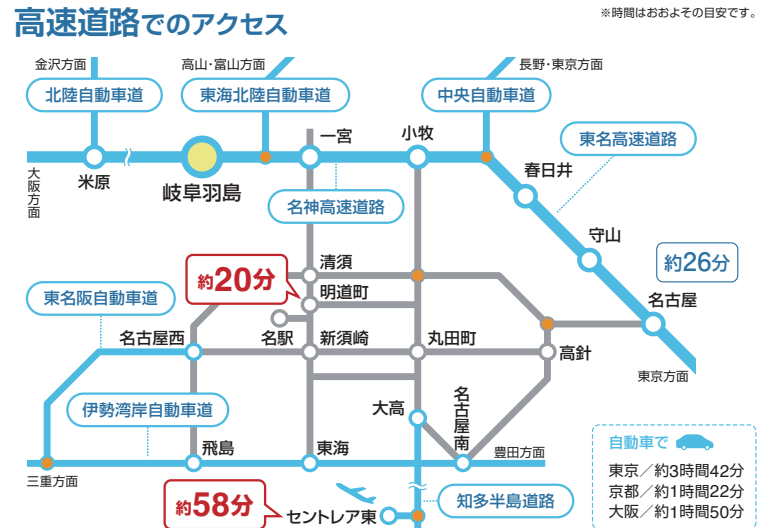 高速道路でのアクセス
※時間はおおよその目安です。
金沢方面
高山・富山方面
長野・東京方面
北陸自動車道
東海北陸自動車道
中央自動車道
一宮
小牧
東名高速道路
大阪方面
米原
岐阜羽島
春日井
名神高速道路
守山
約26分
清須
約20分
明道町
東名阪自動車道
名古屋
名古屋西
名駅
新須崎
丸田町
高針
東京方面
伊勢湾岸自動車道
大高
名古屋南
飛島
東海
豊田方面
三重方面
自動車で
東京／約3時間42分
京都／約1時間22分
大阪／約1時間50分
約58分
セントレア東
知多半島道路